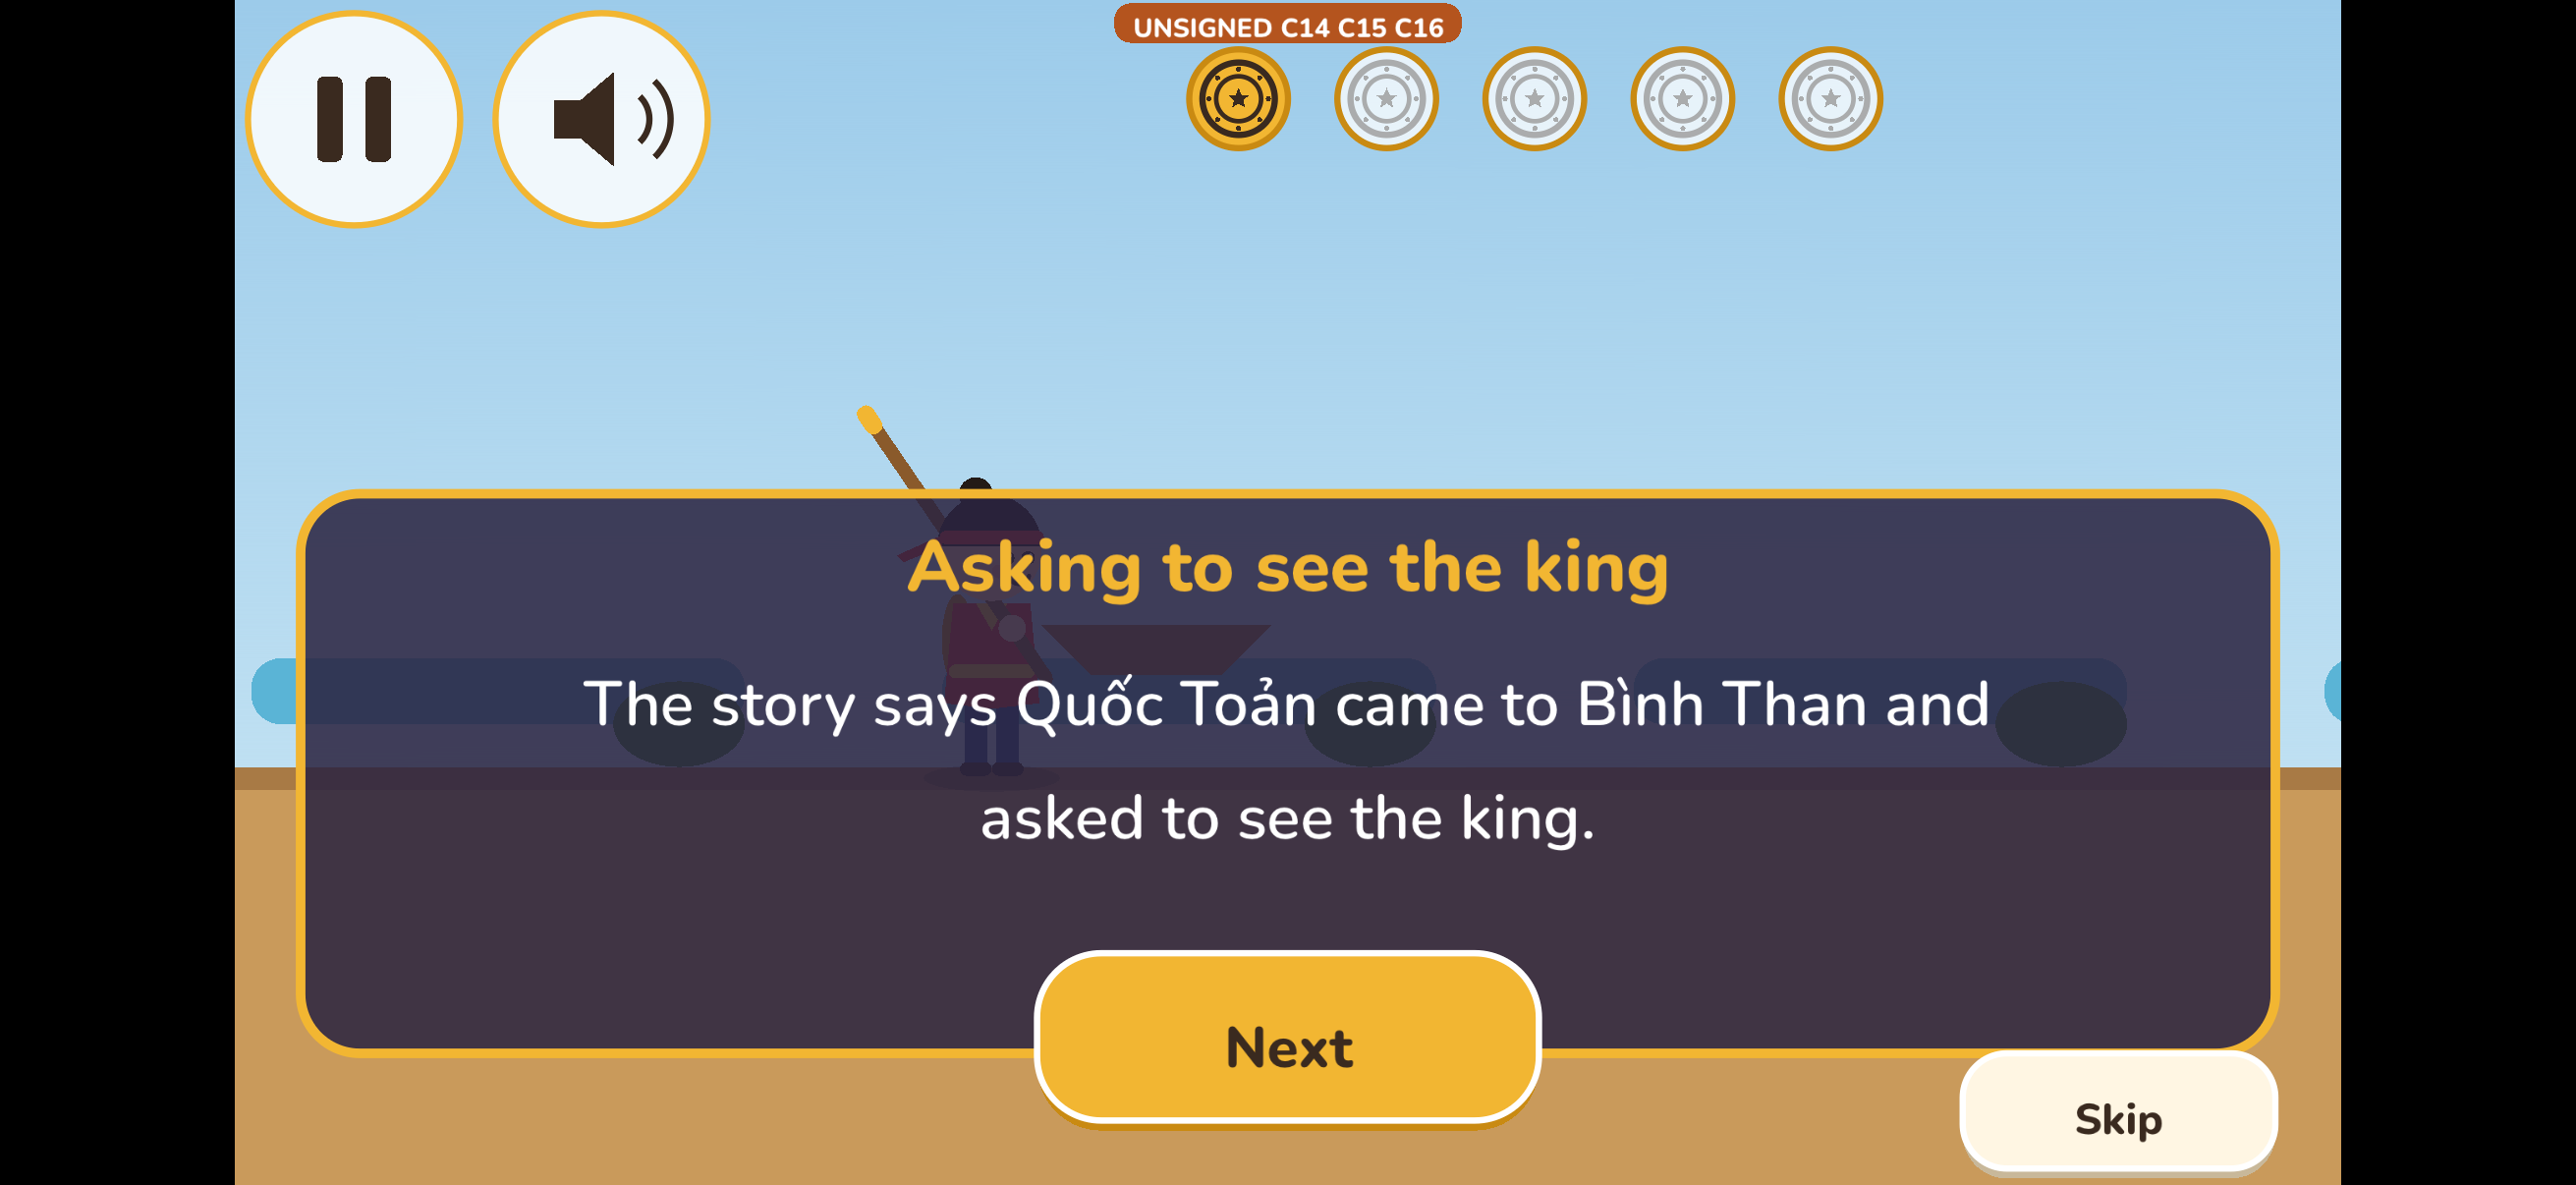 UNSIGNED C14 C15 C16
Asking to see the king
The story says Quốc Toản came to Bình Than and
asked to see the king.
Next
Skip